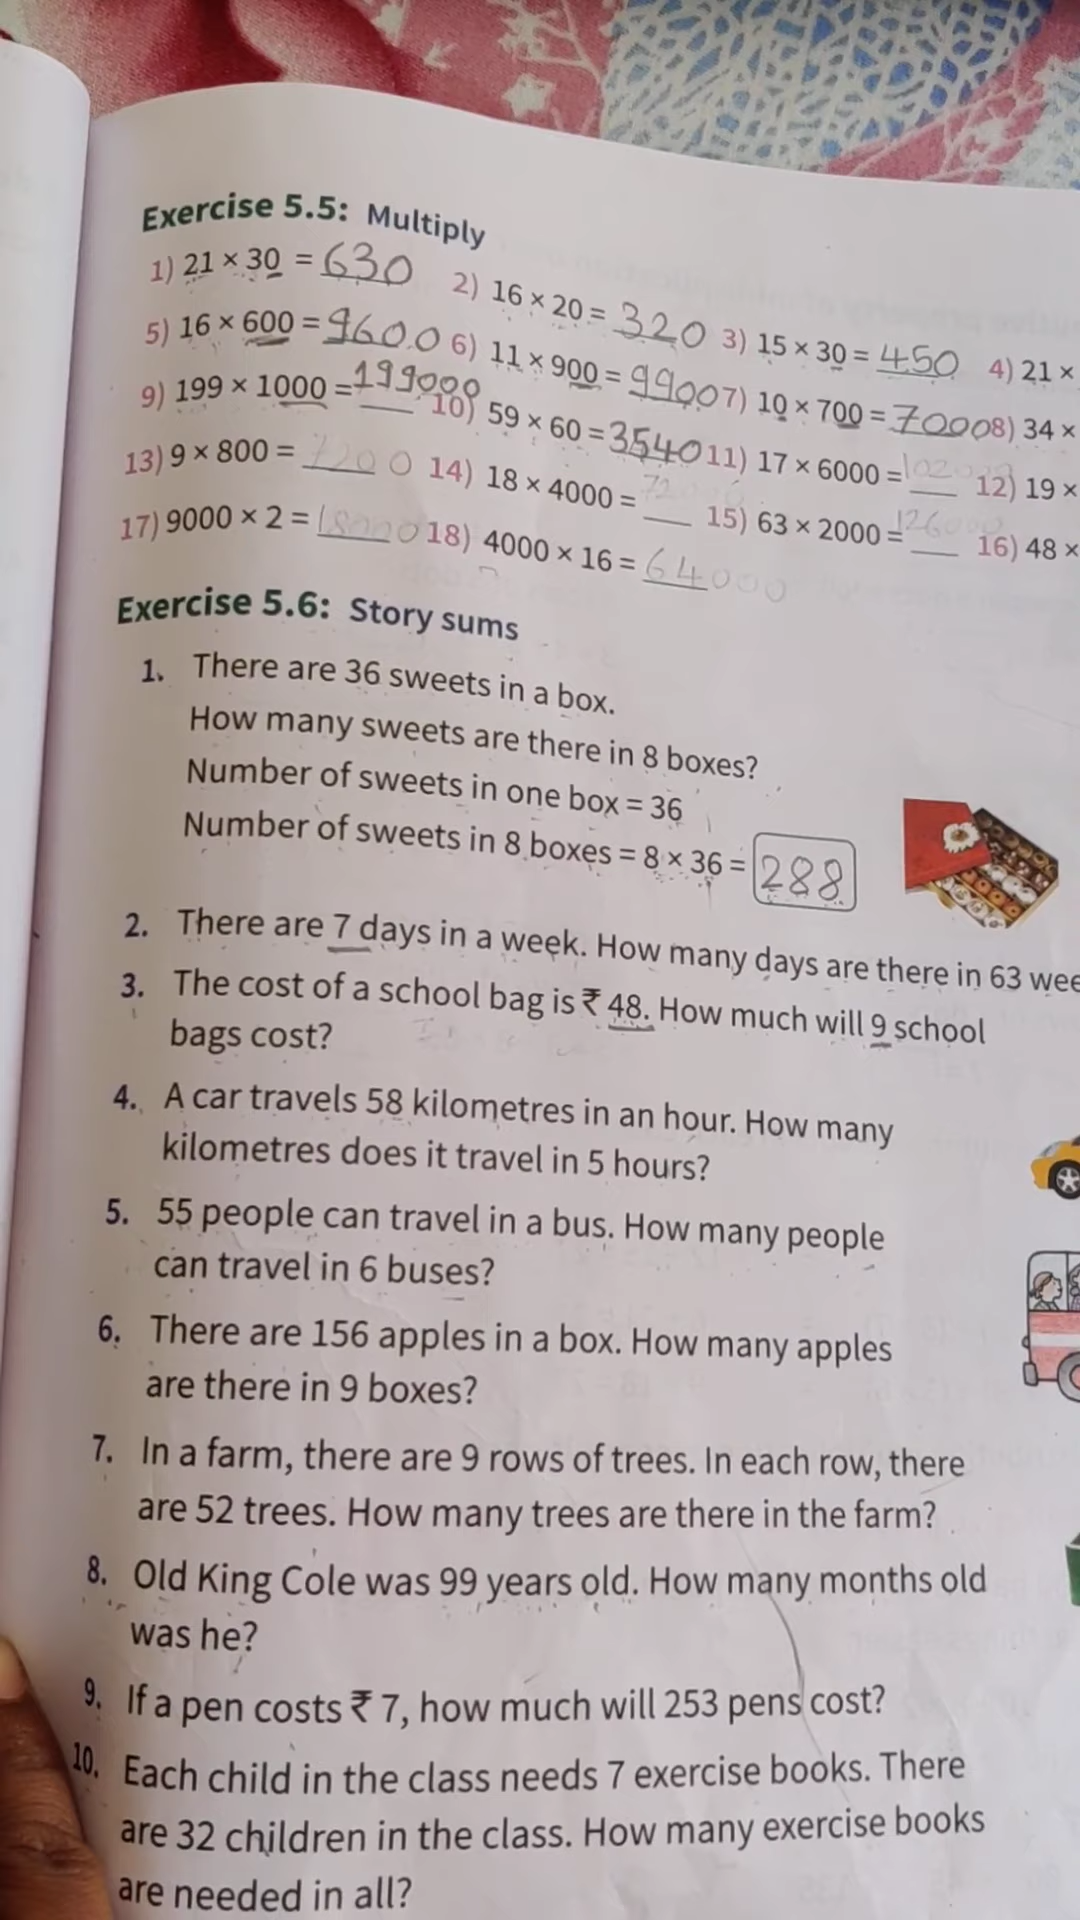 Exercise 5.5: Multiply
1) 21 × 30 = 630 2) 16 × 20 = 320 3) 15 × 30 = 450 4) 21 ×
5) 16 × 600 = 9600 6) 11 × 900 = 9900 7) 10 × 700 = 7000 8) 34 ×
9) 199 × 1000 = 199000 10) 59 × 60 = 3540 11) 17 × 6000 = 102000 12) 19 ×
13) 9 × 800 = 7200 14) 18 × 4000 = 72000 15) 63 × 2000 = 126000 16) 48 ×
17) 9000 × 2 = 18000 18) 4000 × 16 = 64000
Exercise 5.6: Story sums
1. There are 36 sweets in a box.
How many sweets are there in 8 boxes?
Number of sweets in one box = 36
Number of sweets in 8 boxes = 8 × 36 = 288
2. There are 7 days in a week. How many days are there in 63 wee
3. The cost of a school bag is ₹ 48. How much will 9 school
bags cost?
4. A car travels 58 kilometres in an hour. How many
kilometres does it travel in 5 hours?
5. 55 people can travel in a bus. How many people
can travel in 6 buses?
6. There are 156 apples in a box. How many apples
are there in 9 boxes?
7. In a farm, there are 9 rows of trees. In each row, there
are 52 trees. How many trees are there in the farm?
8. Old King Cole was 99 years old. How many months old
was he?
9. If a pen costs ₹ 7, how much will 253 pens cost?
10. Each child in the class needs 7 exercise books. There
are 32 children in the class. How many exercise books
are needed in all?